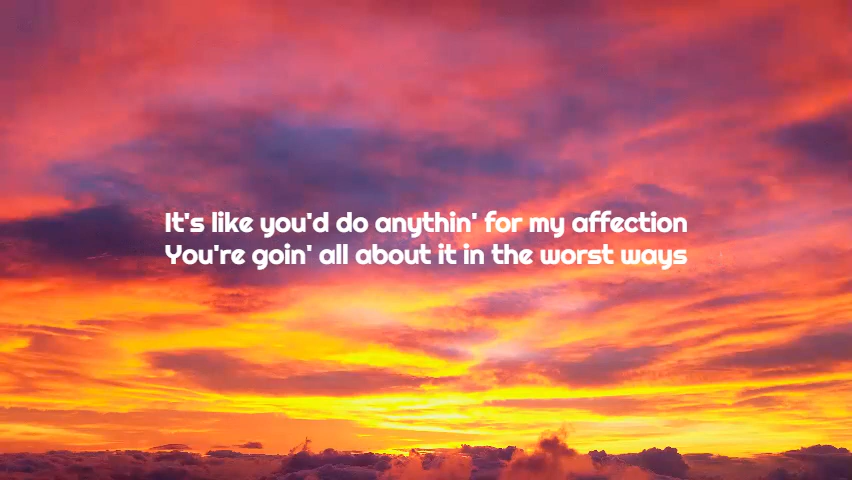 It's like you'd do anythin' for my affection
You're goin' all about it in the worst ways